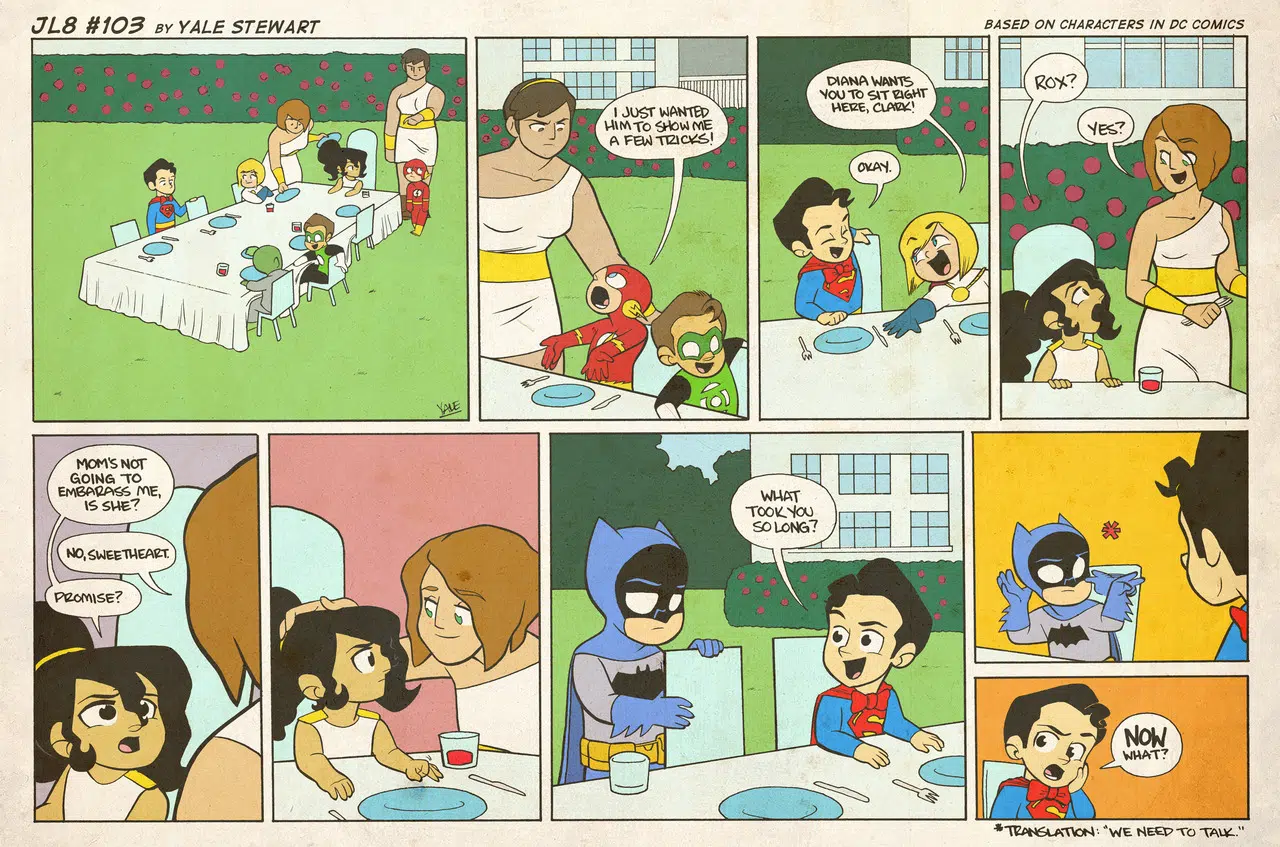 JL8 #103 BY YALE STEWART
BASED ON CHARACTERS IN DC COMICS
YALE
I JUST WANTED
HIM TO SHOW ME
A FEW TRICKS!
DIANA WANTS
YOU TO SIT RIGHT
HERE, CLARK!
OKAY.
ROX?
YES?
MOM'S NOT
GOING TO
EMBARASS ME,
IS SHE?
NO, SWEETHEART.
PROMISE?
WHAT
TOOK YOU
SO LONG?
*
NOW
WHAT?
*TRANSLATION: "WE NEED TO TALK."